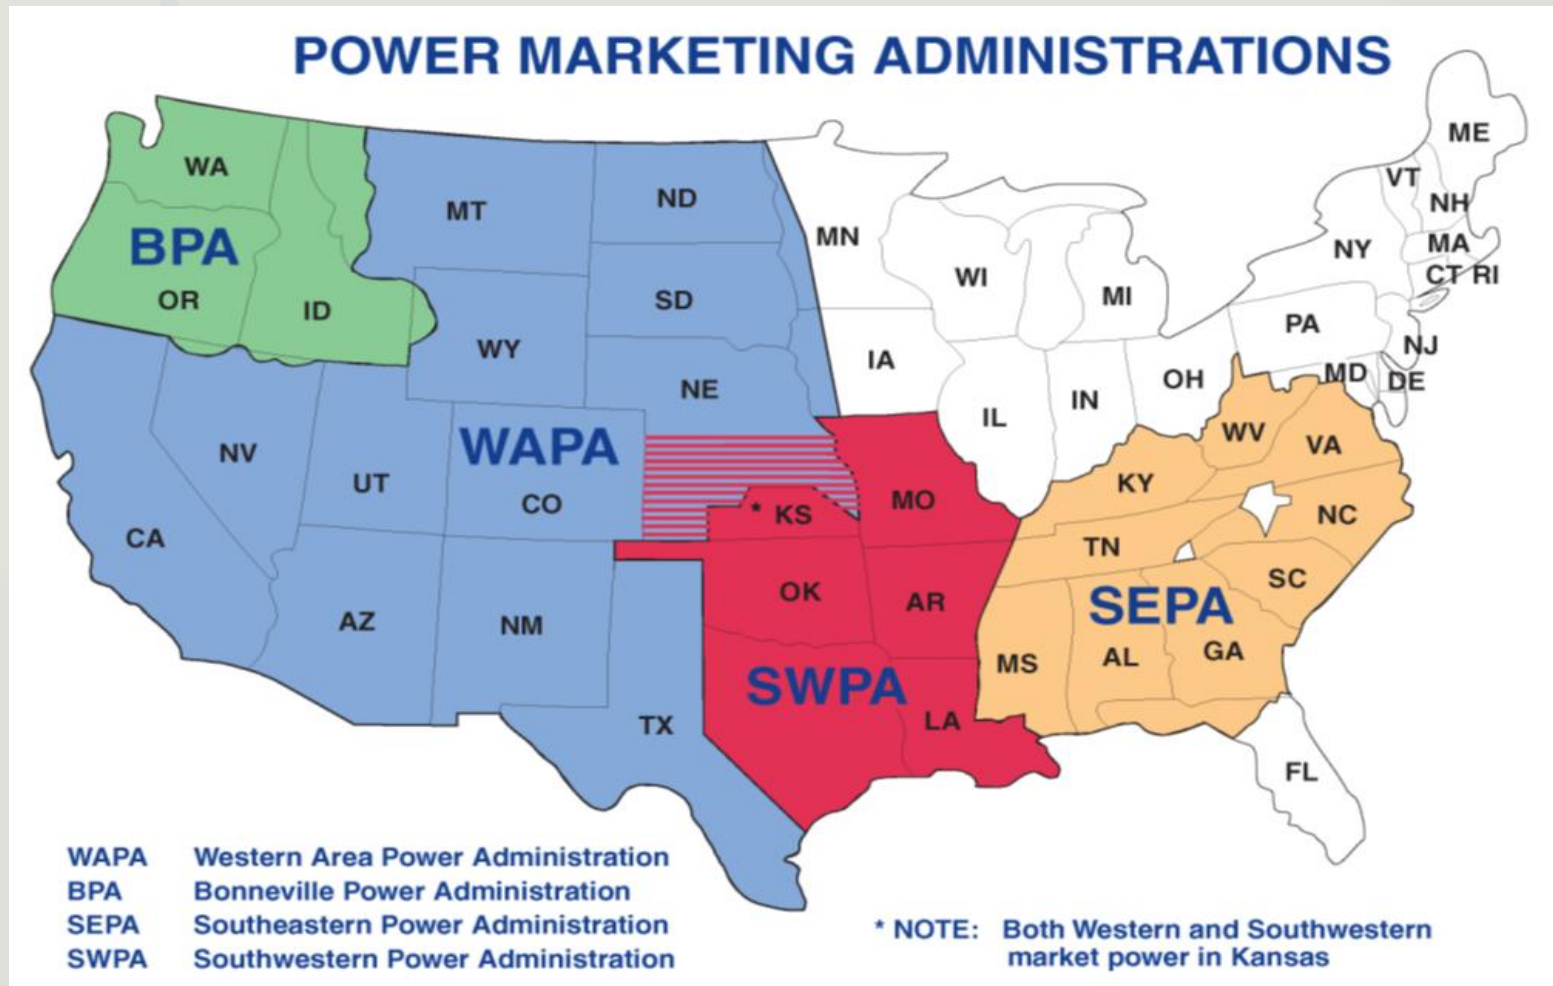 POWER MARKETING ADMINISTRATIONS
ME
WA
VT
ND
NH
MT
MN
MA
BPA
NY
WI
CT RI
OR
SD
MI
ID
PA
NJ
WY
IA
MD
DE
OH
NE
IN
IL
WV
VA
WAPA
NV
UT
KY
CO
MO
* KS
NC
CA
TN
SC
OK
AR
SEPA
AZ
NM
MS
AL
GA
SWPA
TX
LA
FL
WAPA Western Area Power Administration
BPA Bonneville Power Administration
SEPA Southeastern Power Administration
SWPA Southwestern Power Administration
* NOTE: Both Western and Southwestern
market power in Kansas